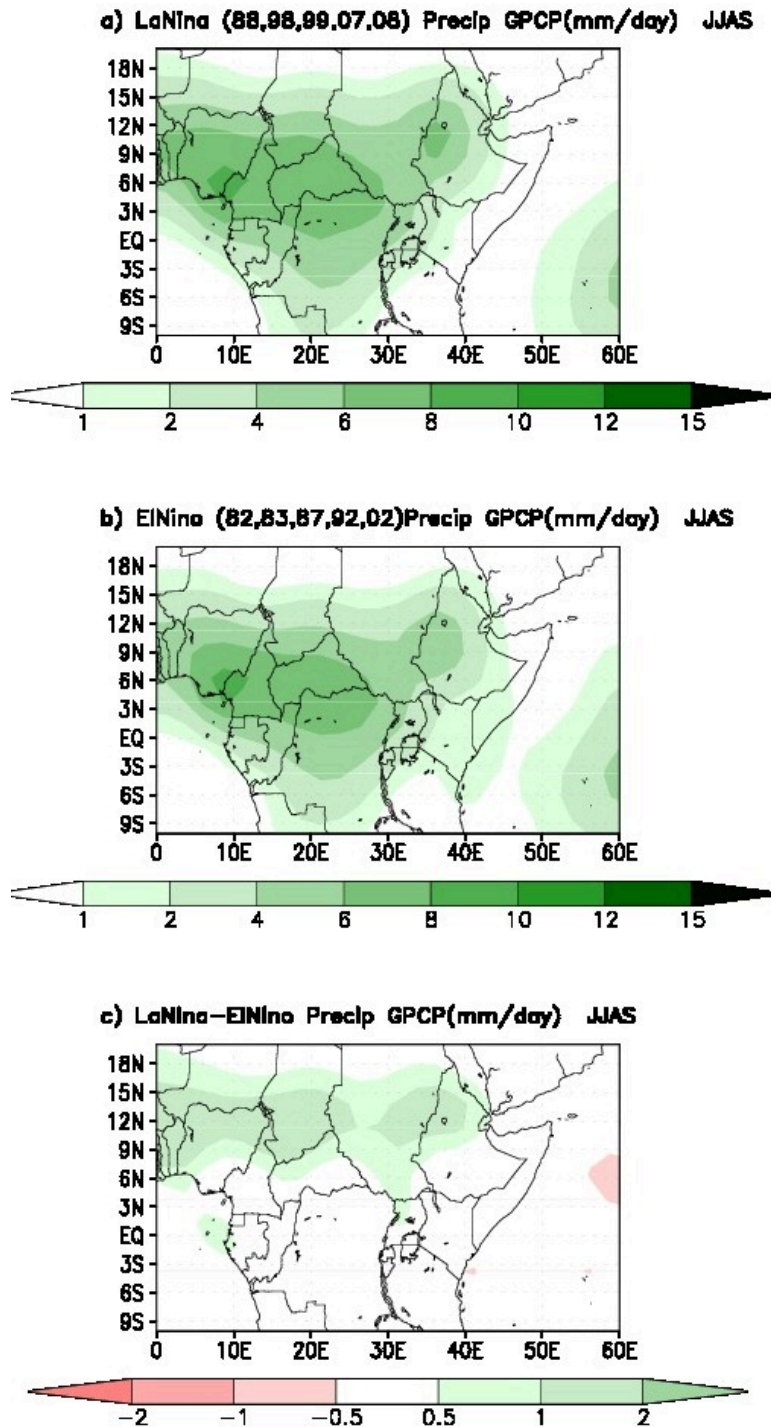 a) LaNina (88,98,99,07,08) Precip GPCP(mm/day) JJAS
18N
15N
12N
9N
6N
3N
EQ
3S
6S
9S
0 10E 20E 30E 40E 50E 60E
1 2 4 6 8 10 12 15
b) ElNino (82,83,87,92,02)Precip GPCP(mm/day) JJAS
18N
15N
12N
9N
6N
3N
EQ
3S
6S
9S
0 10E 20E 30E 40E 50E 60E
1 2 4 6 8 10 12 15
c) LaNina-ElNino Precip GPCP(mm/day) JJAS
18N
15N
12N
9N
6N
3N
EQ
3S
6S
9S
0 10E 20E 30E 40E 50E 60E
-2 -1 -0.5 0.5 1 2